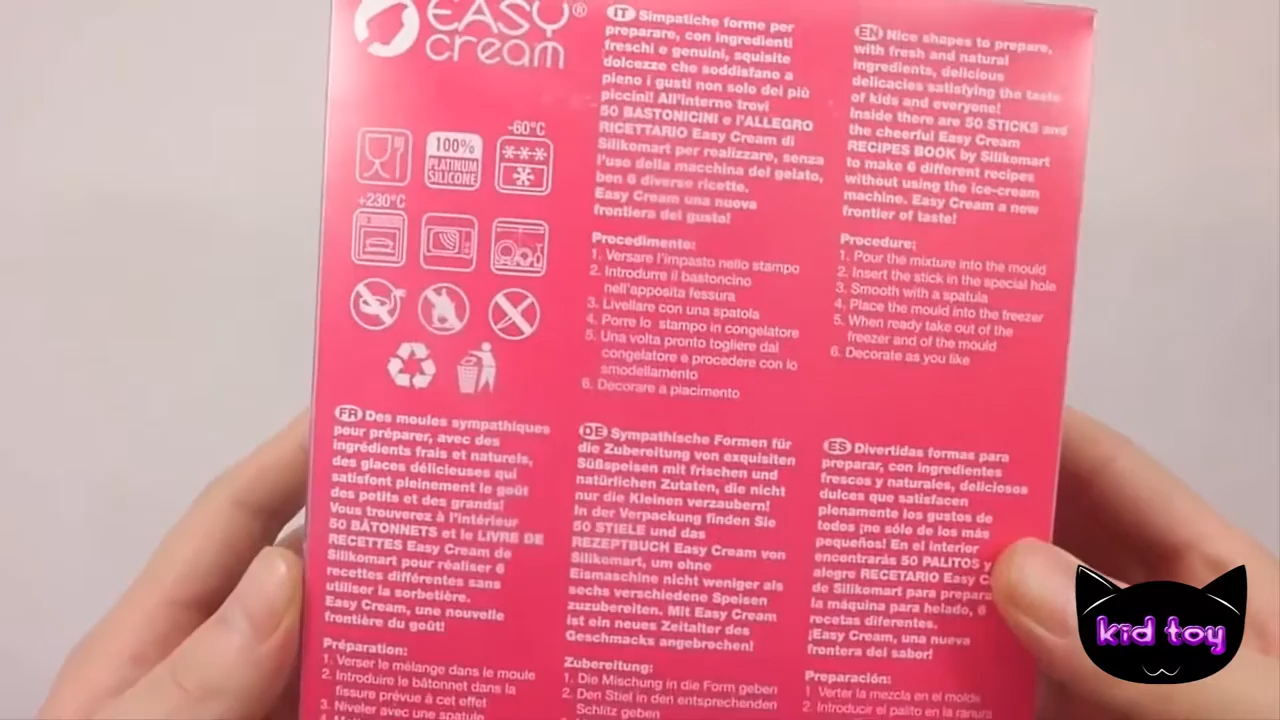 EASY®
cream
-60°C
100%
PLATINUM
SILICONE
+230°C
IT Simpatiche forme per
preparare, con ingredienti
freschi e genuini, squisite
dolcezze che soddisfano a
pieno i gusti non solo dei più
piccini! All'interno trovi
50 BASTONICINI e l'ALLEGRO
RICETTARIO Easy Cream di
Silikomart per realizzare, senza
l'uso della macchina del gelato,
ben 6 diverse ricette.
Easy Cream una nuova
frontiera del gusto!
Procedimento:
1. Versare l'impasto nello stampo
2. Introdurre il bastoncino
nell'apposita fessura
3. Livellare con una spatola
4. Porre lo stampo in congelatore
5. Una volta pronto togliere dal
congelatore e procedere con lo
smodellamento
6. Decorare a piacimento
EN Nice shapes to prepare,
with fresh and natural
ingredients, delicious
delicacies satisfying the taste
of kids and everyone!
Inside there are 50 STICKS and
the cheerful Easy Cream
RECIPES BOOK by Silikomart
to make 6 different recipes
without using the ice-cream
machine. Easy Cream a new
frontier of taste!
Procedure:
1. Pour the mixture into the mould
2. Insert the stick in the special hole
3. Smooth with a spatula
4. Place the mould into the freezer
5. When ready take out of the
freezer and of the mould
6. Decorate as you like
FR Des moules sympathiques
pour préparer, avec des
ingrédients frais et naturels,
des glaces délicieuses qui
satisfont pleinement le goût
des petits et des grands!
Vous trouverez à l'intérieur
50 BÂTONNETS et le LIVRE DE
RECETTES Easy Cream de
Silikomart pour réaliser 6
recettes différentes sans
utiliser la sorbetière.
Easy Cream, une nouvelle
frontière du goût!
Préparation:
1. Verser le mélange dans le moule
2. Introduire le bâtonnet dans la
fissure prévue à cet effet
3. Niveler avec une spatule
DE Sympathische Formen für
die Zubereitung von exquisiten
Süßspeisen mit frischen und
natürlichen Zutaten, die nicht
nur die Kleinen verzaubern!
In der Verpackung finden Sie
50 STIELE und das
REZEPTBUCH Easy Cream von
Silikomart, um ohne
Eismaschine nicht weniger als
sechs verschiedene Speisen
zuzubereiten. Mit Easy Cream
ist ein neues Zeitalter des
Geschmacks angebrochen!
Zubereitung:
1. Die Mischung in die Form geben
2. Den Stiel in den entsprechenden
Schlitz geben
ES Divertidas formas para
preparar, con ingredientes
frescos y naturales, deliciosos
dulces que satisfacen
plenamente los gustos de
todos ¡no sólo de los más
pequeños! En el interior
encontrarás 50 PALITOS y
alegre RECETARIO Easy C
de Silikomart para prepara
la máquina para helado, 6
recetas diferentes.
¡Easy Cream, una nueva
frontera del sabor!
Preparación:
1 Verter la mezcla en el molde
2. Introducir el palito en la ranura
kid toy